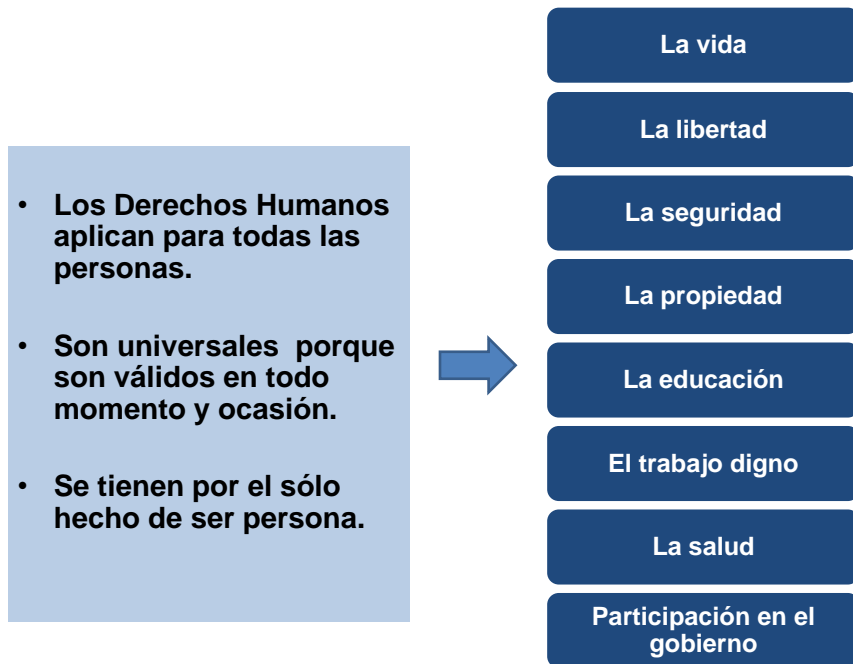 • Los Derechos Humanos
aplican para todas las
personas.
• Son universales porque
son válidos en todo
momento y ocasión.
• Se tienen por el sólo
hecho de ser persona.
La vida
La libertad
La seguridad
La propiedad
La educación
El trabajo digno
La salud
Participación en el
gobierno